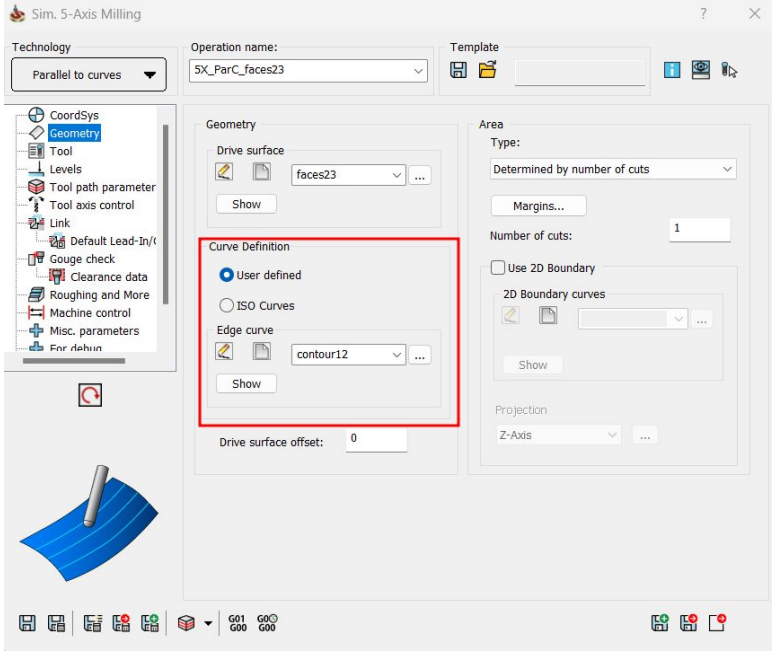 Sim. 5-Axis Milling
?
Technology
Parallel to curves
Operation name:
5X_ParC_faces23
Template
CoordSys
Geometry
Tool
Levels
Tool path parameter
Tool axis control
Link
Default Lead-In/
Gouge check
Clearance data
Roughing and More
Machine control
Misc. parameters
For debug
Geometry
Drive surface
faces23
...
Show
Curve Definition
User defined
ISO Curves
Edge curve
contour12
...
Show
Drive surface offset:
0
Area
Type:
Determined by number of cuts
Margins...
Number of cuts:
1
Use 2D Boundary
2D Boundary curves
...
Show
Projection
Z-Axis
...
G01
G00
G0
G00